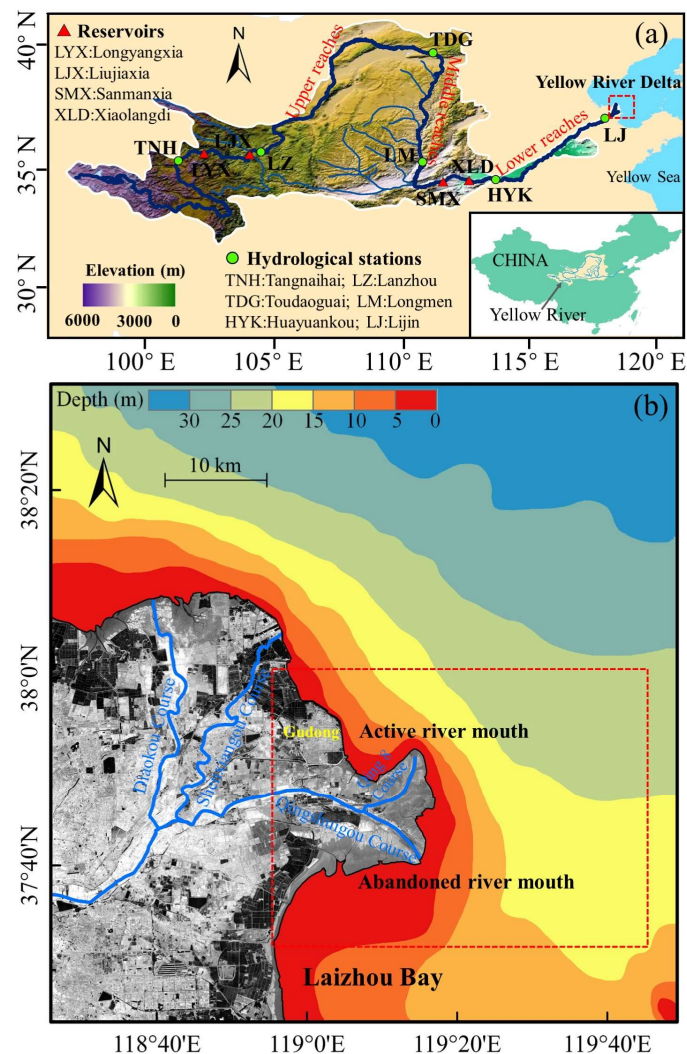 (a)
40° N
35° N
30° N
Reservoirs
LYX:Longyangxia
LJX:Liujiaxia
SMX:Sanmanxia
XLD:Xiaolangdi
N
TDG
Upper reaches
Middle reaches
Yellow River Delta
Lower reaches
LJ
TNH
LJX
LYX
LZ
LM
XLD
SMX
HYK
Yellow Sea
Elevation (m)
6000 3000 0
Hydrological stations
TNH:Tangnaihai; LZ:Lanzhou
TDG:Toudaoguai; LM:Longmen
HYK:Huayuankou; LJ:Lijin
CHINA
Yellow River
100° E 105° E 110° E 115° E 120° E
(b)
Depth (m)
30 25 20 15 10 5 0
N
10 km
38°20'N
38°0'N
37°40'N
Diaokou Course
Shenxiangou Course
Gudong
Active river mouth
Qing 8
Course
Qingshuigou Course
Abandoned river mouth
Laizhou Bay
118°40'E 119°0'E 119°20'E 119°40'E